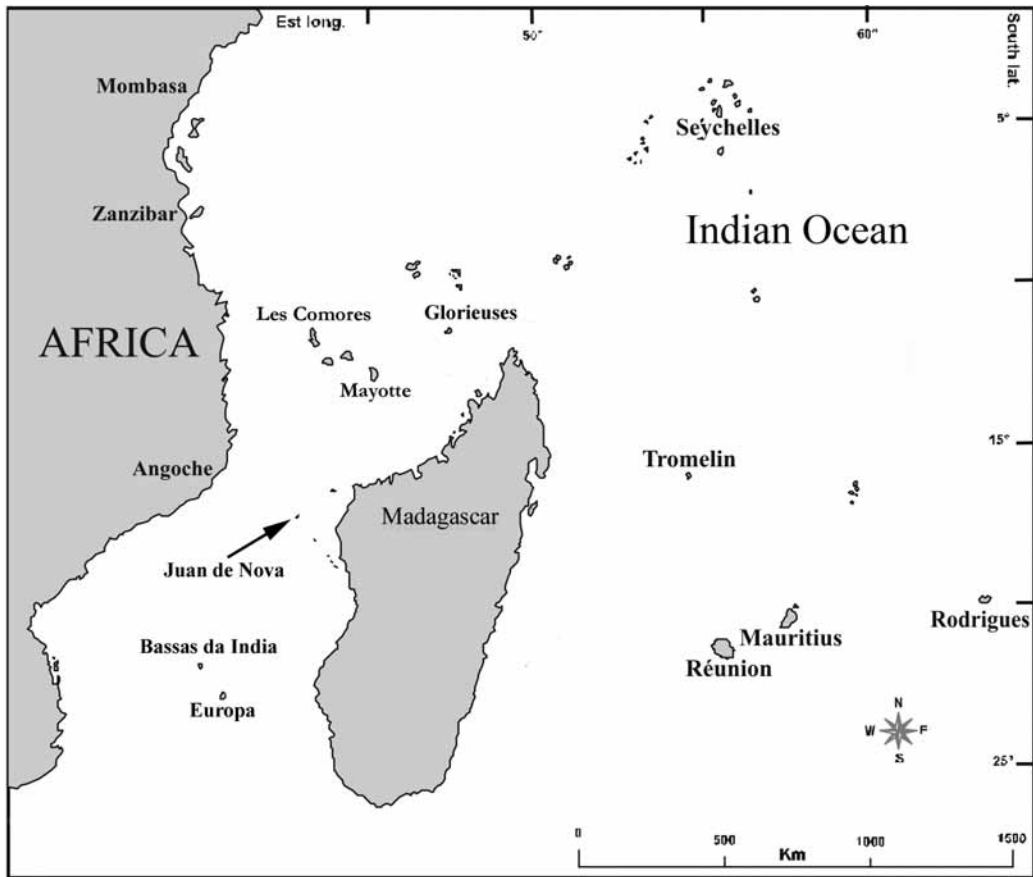 Est long.
50°
60°
South lat.
Mombasa
5°
Seychelles
Zanzibar
Indian Ocean
Les Comores
Glorieuses
AFRICA
Mayotte
15°
Tromelin
Angoche
Madagascar
Juan de Nova
Rodrigues
Mauritius
Bassas da India
Réunion
Europa
N
W E
S
25°
0 500 1000 1500
Km